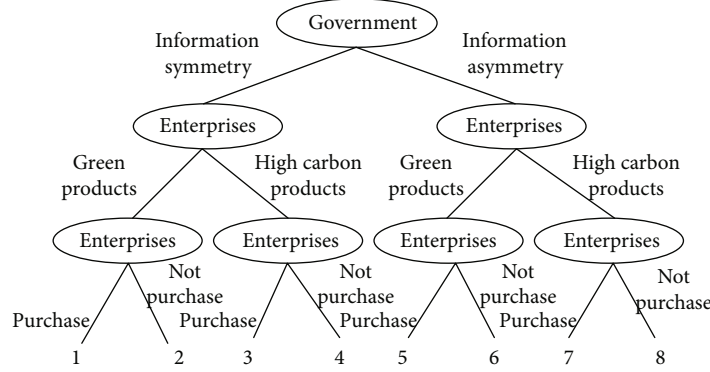 Government
Information
symmetry
Information
asymmetry
Enterprises
Enterprises
Green
products
High carbon
products
Green
products
High carbon
products
Enterprises
Enterprises
Enterprises
Enterprises
Purchase
Not
purchase
Purchase
Not
purchase
Purchase
Not
purchase
Purchase
Not
purchase
1
2
3
4
5
6
7
8